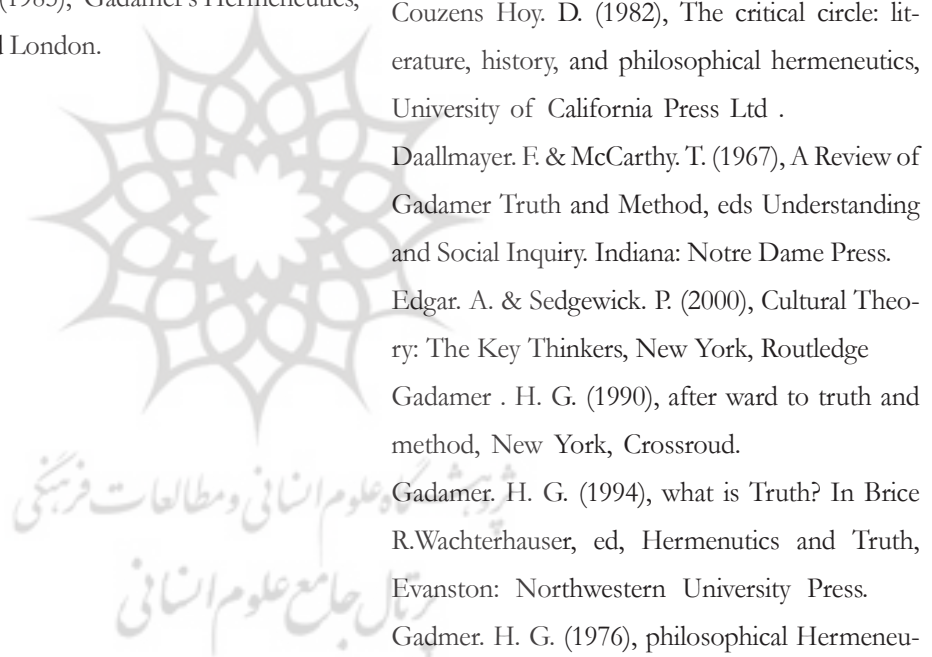 (1985), Gadamer's Hermeneutics,
London.
Couzens Hoy. D. (1982), The critical circle: lit-
erature, history, and philosophical hermeneutics,
University of California Press Ltd .
Daallmayer. F. & McCarthy. T. (1967), A Review of
Gadamer Truth and Method, eds Understanding
and Social Inquiry. Indiana: Notre Dame Press.
Edgar. A. & Sedgewick. P. (2000), Cultural Theo-
ry: The Key Thinkers, New York, Routledge
Gadamer . H. G. (1990), after ward to truth and
method, New York, Crossroud.
Gadamer. H. G. (1994), what is Truth? In Brice
R.Wachterhauser, ed, Hermenutics and Truth,
Evanston: Northwestern University Press.
Gadmer. H. G. (1976), philosophical Hermeneu-
پژوهشگاه علوم انسانی و مطالعات فرهنگی
پرتال جامع علوم انسانی